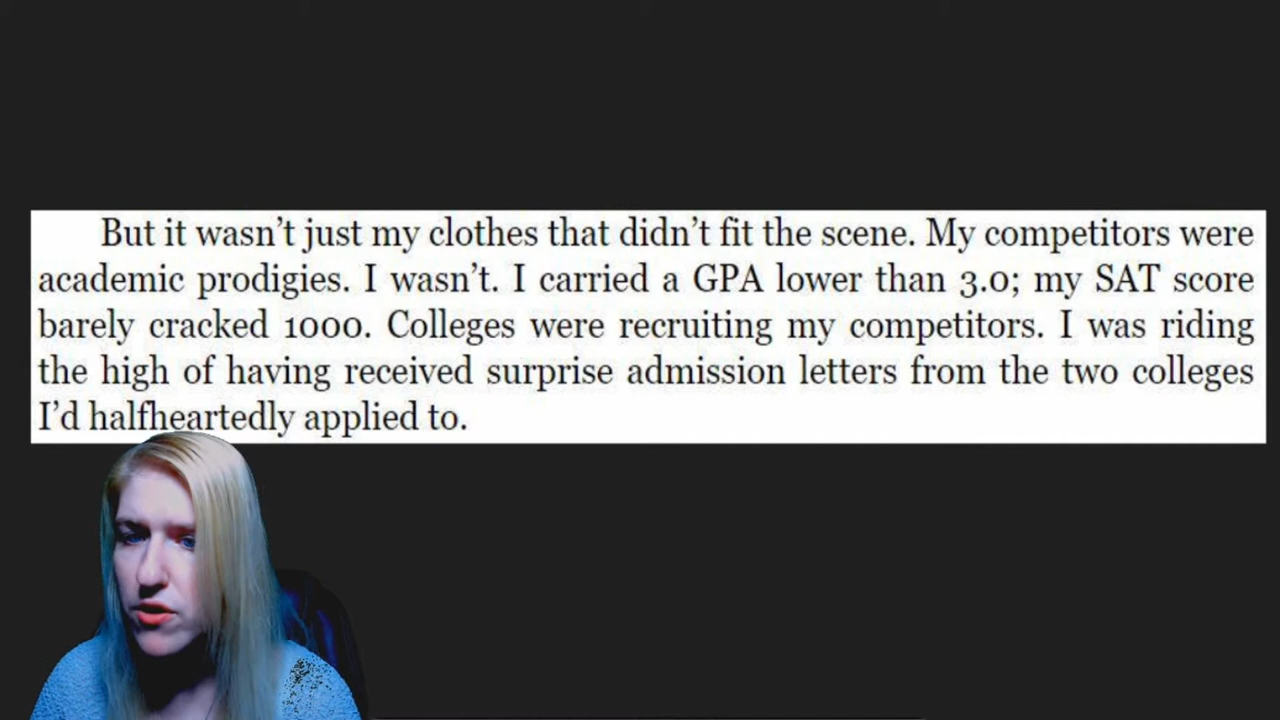 But it wasn’t just my clothes that didn’t fit the scene. My competitors were
academic prodigies. I wasn’t. I carried a GPA lower than 3.0; my SAT score
barely cracked 1000. Colleges were recruiting my competitors. I was riding
the high of having received surprise admission letters from the two colleges
I’d halfheartedly applied to.